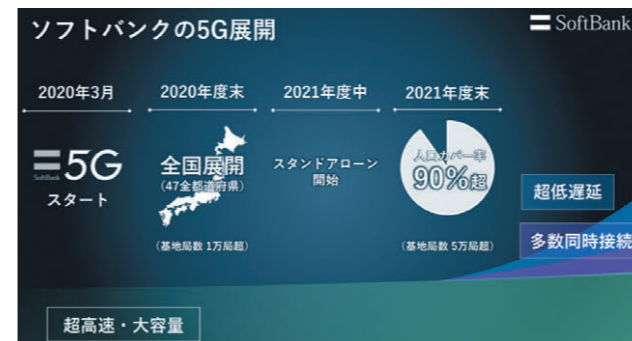 ソフトバンクの5G展開
SoftBank
2020年3月
2020年度末
2021年度中
2021年度末
5G
SoftBank
スタート
全国展開
(47全都道府県)
(基地局数 1万局超)
スタンドアローン
開始
人口カバー率
90%超
(基地局数 5万局超)
超低遅延
多数同時接続
超高速・大容量